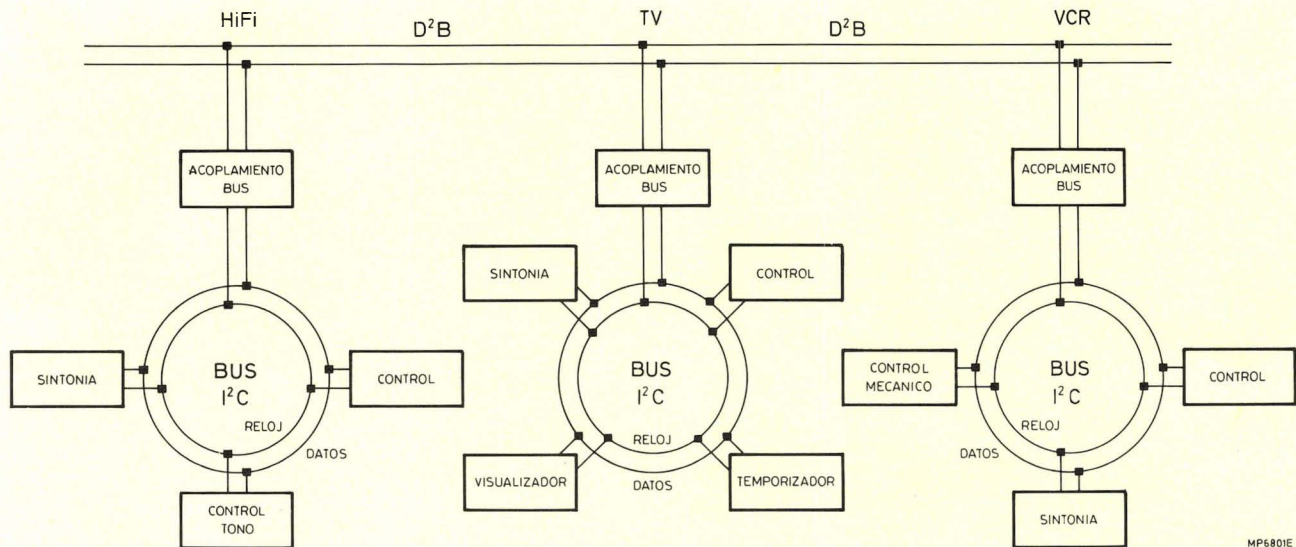 HiFi
TV
VCR
D²B
D²B
ACOPLAMIENTO
BUS
ACOPLAMIENTO
BUS
ACOPLAMIENTO
BUS
SINTONIA
BUS
I²C
RELOJ
DATOS
CONTROL
CONTROL
TONO
SINTONIA
CONTROL
BUS
I²C
RELOJ
DATOS
VISUALIZADOR
TEMPORIZADOR
CONTROL
MECANICO
BUS
I²C
RELOJ
DATOS
CONTROL
SINTONIA
MP6801E